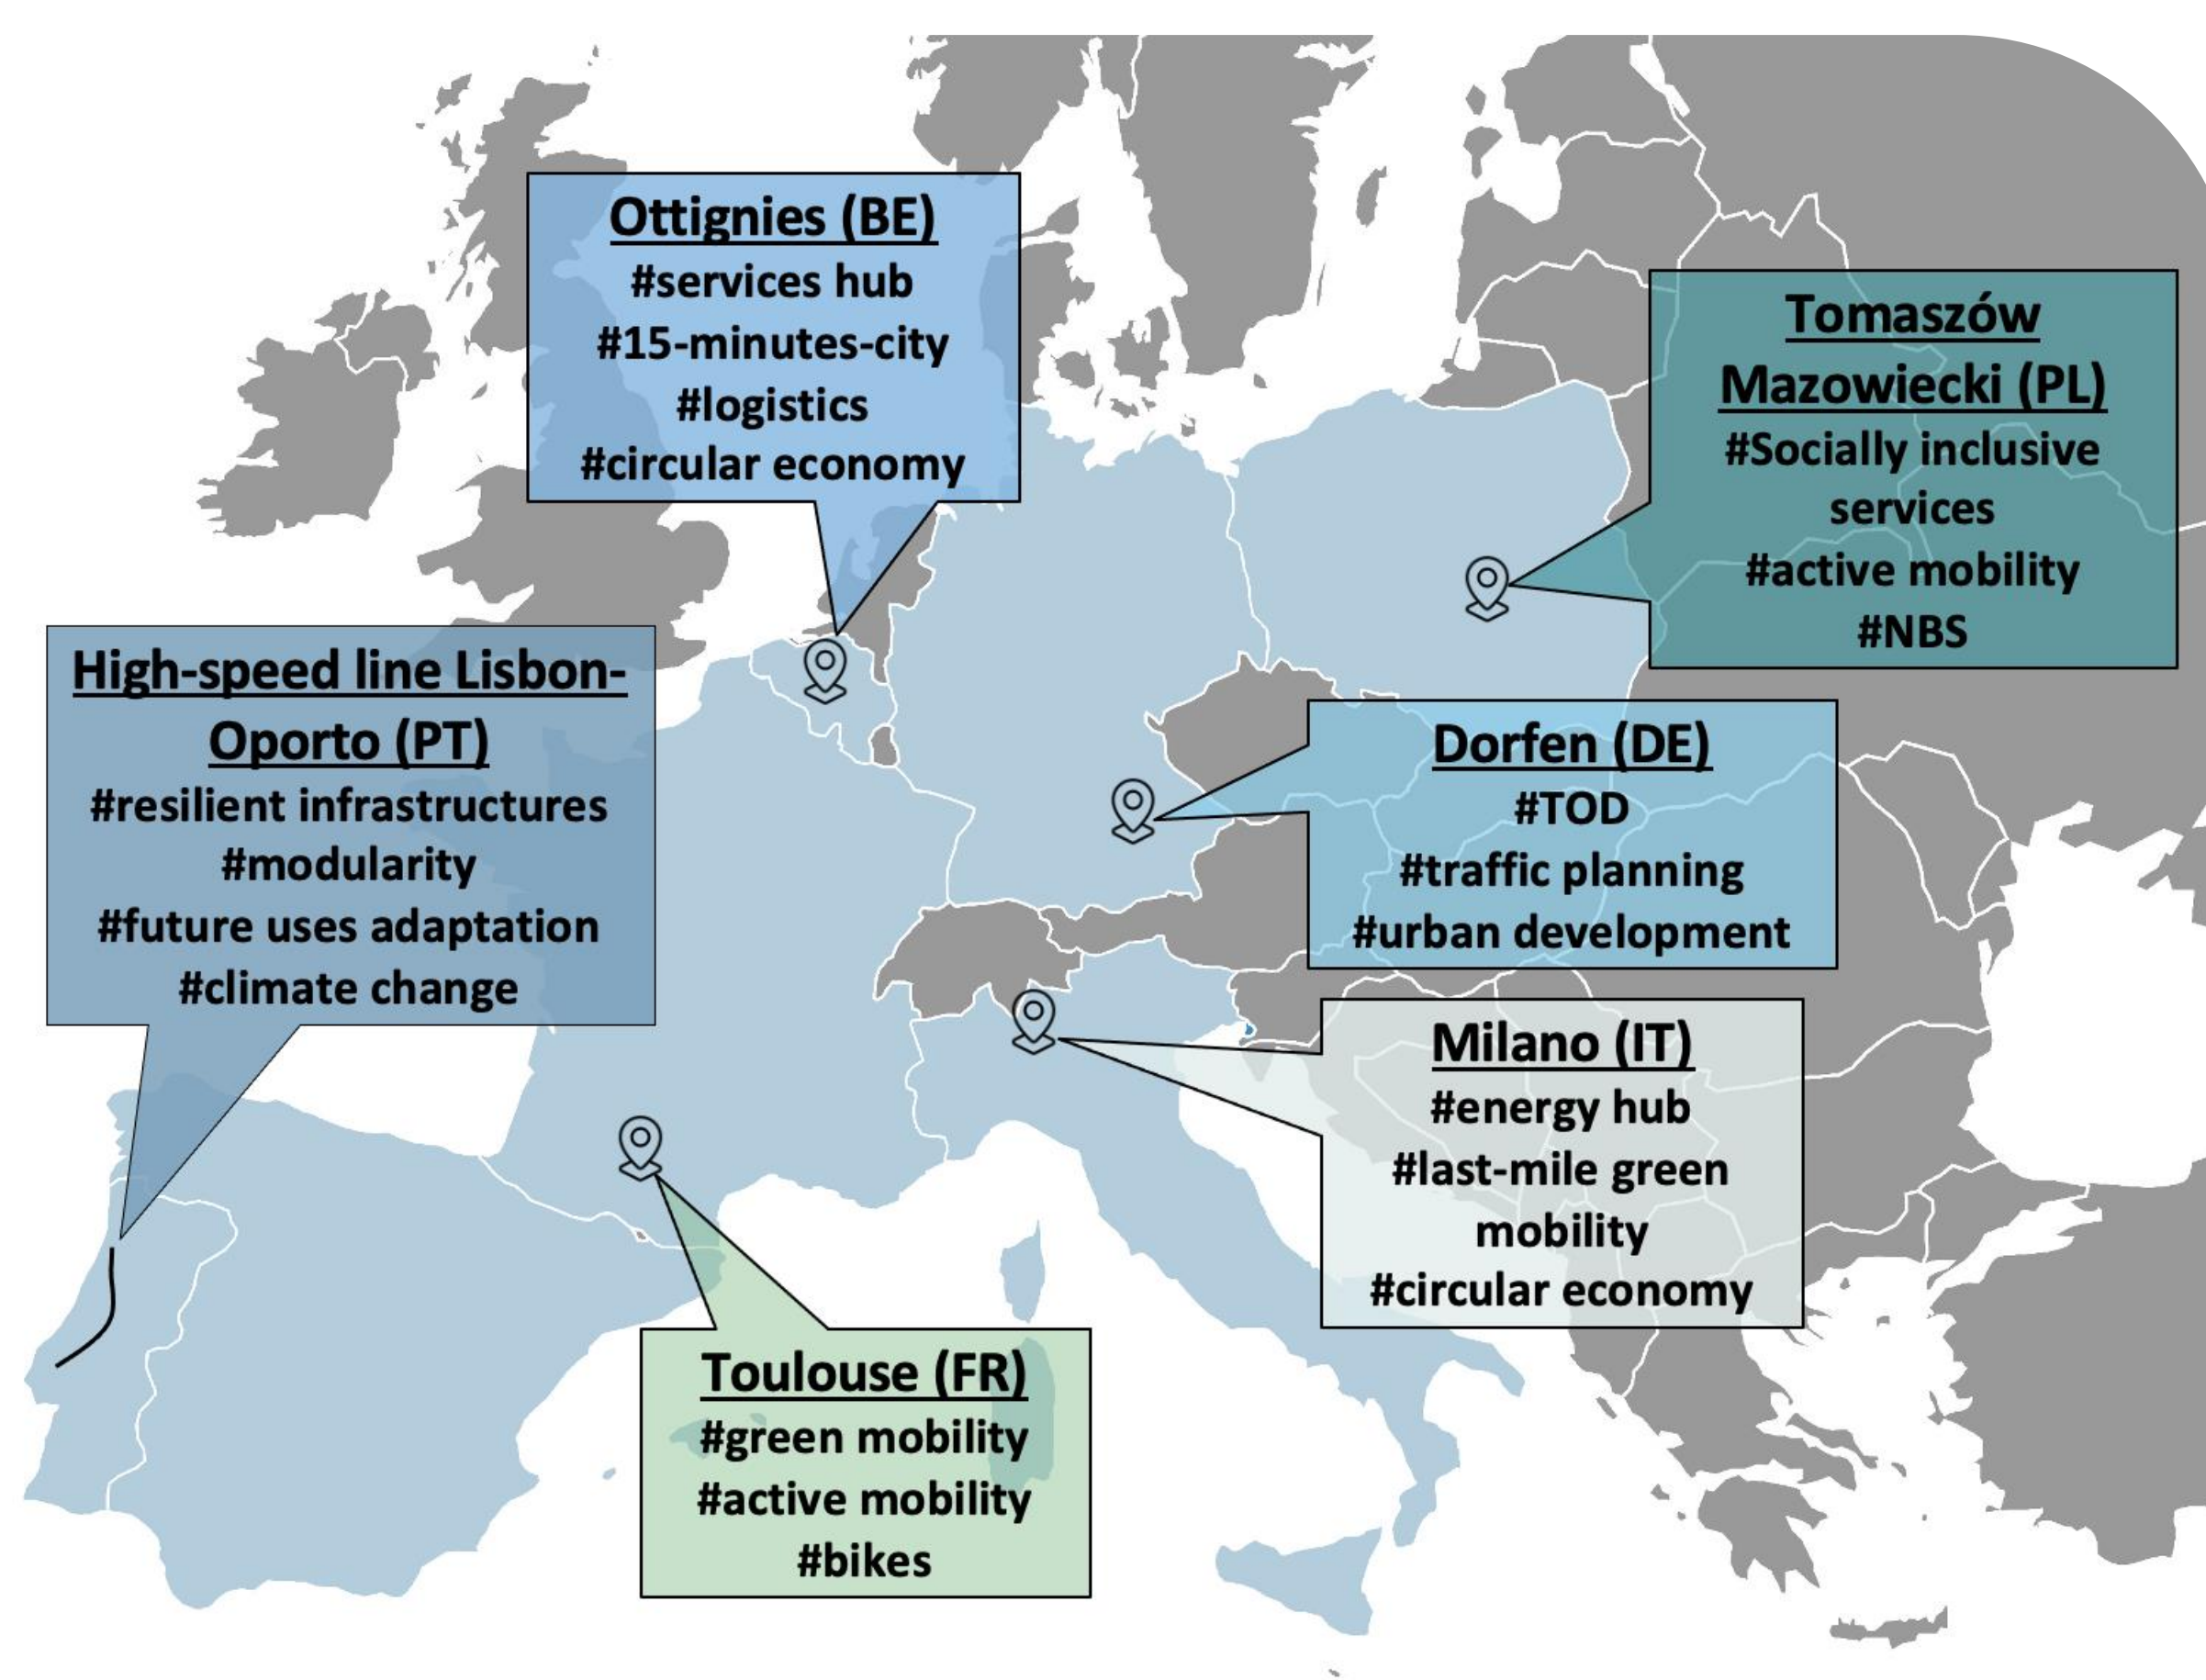 Ottignies (BE)
#services hub
#15-minutes-city
#logistics
#circular economy
Tomaszów
Mazowiecki (PL)
#Socially inclusive
services
#active mobility
#NBS
High-speed line Lisbon-
Oporto (PT)
#resilient infrastructures
#modularity
#future uses adaptation
#climate change
Dorfen (DE)
#TOD
#traffic planning
#urban development
Milano (IT)
#energy hub
#last-mile green
mobility
#circular economy
Toulouse (FR)
#green mobility
#active mobility
#bikes